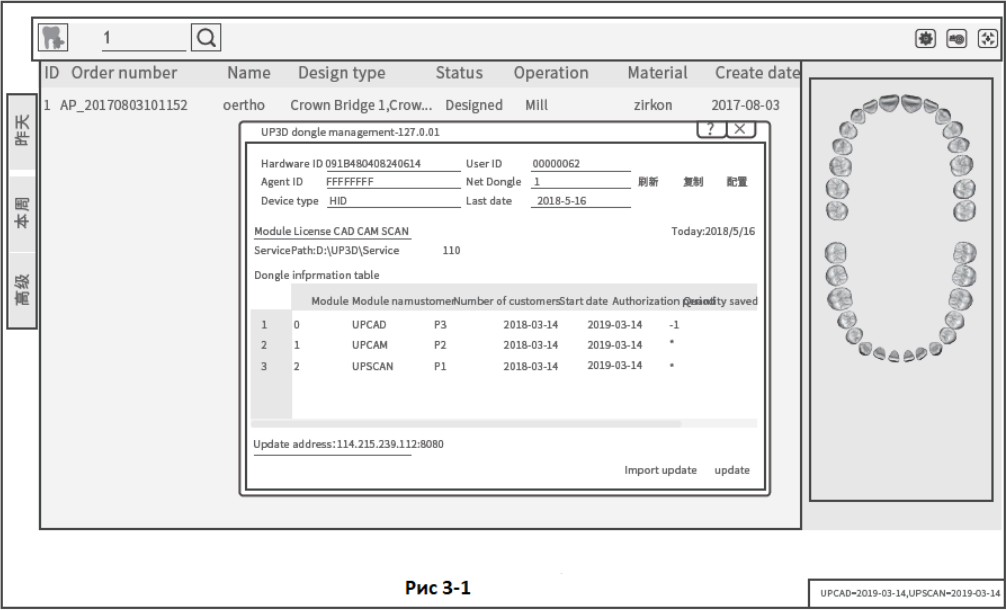 1
ID Order number Name Design type Status Operation Material Create date
1 AP_20170803101152 oertho Crown Bridge 1,Crow... Designed Mill zirkon 2017-08-03
昨天
本周
高级
UP3D dongle management-127.0.01 ?
Hardware ID 091B480408240614 User ID 00000062
Agent ID FFFFFFFF Net Dongle 1 刷新 复制 配置
Device type HID Last date 2018-5-16
Module License CAD CAM SCAN Today:2018/5/16
ServicePath:D:\UP3D\Service 110
Dongle infprmation table
Module Module namustomerNumber of customersStart date Authorization saved
1 0 UPCAD P3 2018-03-14 2019-03-14 -1
2 1 UPCAM P2 2018-03-14 2019-03-14 *
3 2 UPSCAN P1 2018-03-14 2019-03-14 *
Update address:114.215.239.112:8080
Import update update
Рис 3-1
UPCAD=2019-03-14,UPSCAN=2019-03-14